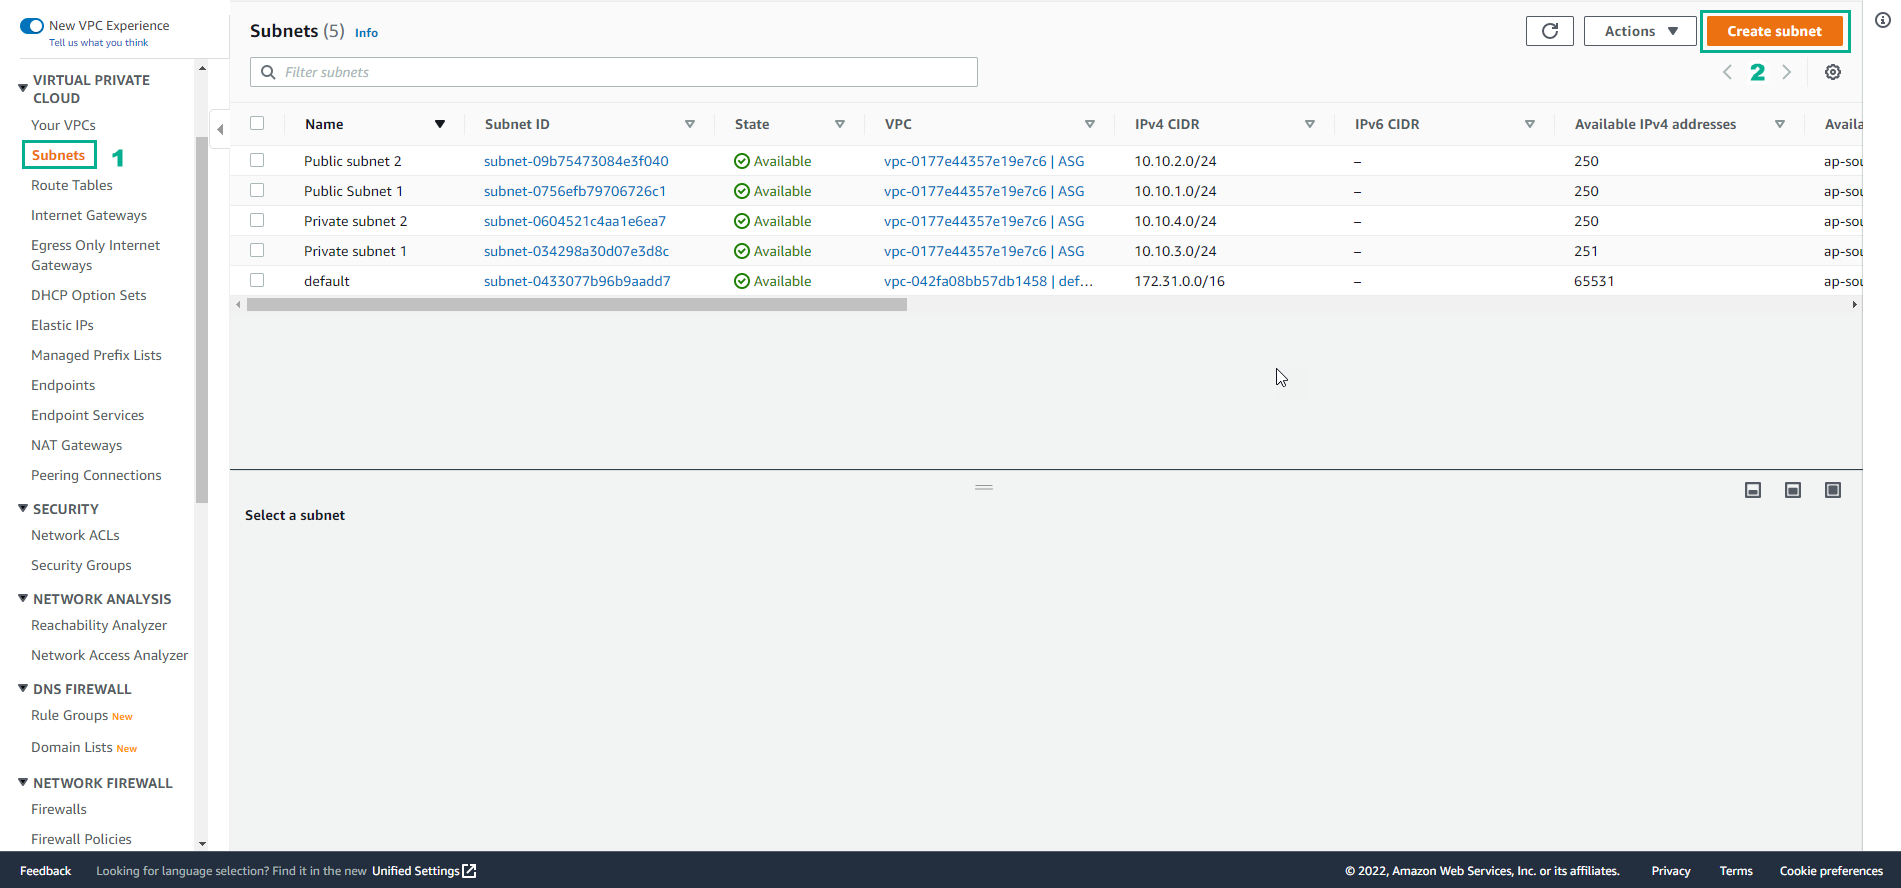 New VPC Experience
Tell us what you think
VIRTUAL PRIVATE
CLOUD
Your VPCs
Subnets 1
Route Tables
Internet Gateways
Egress Only Internet
Gateways
DHCP Option Sets
Elastic IPs
Managed Prefix Lists
Endpoints
Endpoint Services
NAT Gateways
Peering Connections
SECURITY
Network ACLs
Security Groups
NETWORK ANALYSIS
Reachability Analyzer
Network Access Analyzer
DNS FIREWALL
Rule Groups New
Domain Lists New
NETWORK FIREWALL
Firewalls
Firewall Policies
Subnets (5) Info
Actions
Create subnet
Filter subnets
2
Name Subnet ID State VPC IPv4 CIDR IPv6 CIDR Available IPv4 addresses Availa
Public subnet 2 subnet-09b75473084e3f040 Available vpc-0177e44357e19e7c6 | ASG 10.10.2.0/24 – 250 ap-sou
Public Subnet 1 subnet-0756efb79706726c1 Available vpc-0177e44357e19e7c6 | ASG 10.10.1.0/24 – 250 ap-sou
Private subnet 2 subnet-0604521c4aa1e6ea7 Available vpc-0177e44357e19e7c6 | ASG 10.10.4.0/24 – 250 ap-sou
Private subnet 1 subnet-034298a30d07e3d8c Available vpc-0177e44357e19e7c6 | ASG 10.10.3.0/24 – 251 ap-sou
default subnet-0433077b96b9aadd7 Available vpc-042fa08bb57db1458 | def... 172.31.0.0/16 – 65531 ap-sou
Select a subnet
Feedback Looking for language selection? Find it in the new Unified Settings © 2022, Amazon Web Services, Inc. or its affiliates. Privacy Terms Cookie preferences